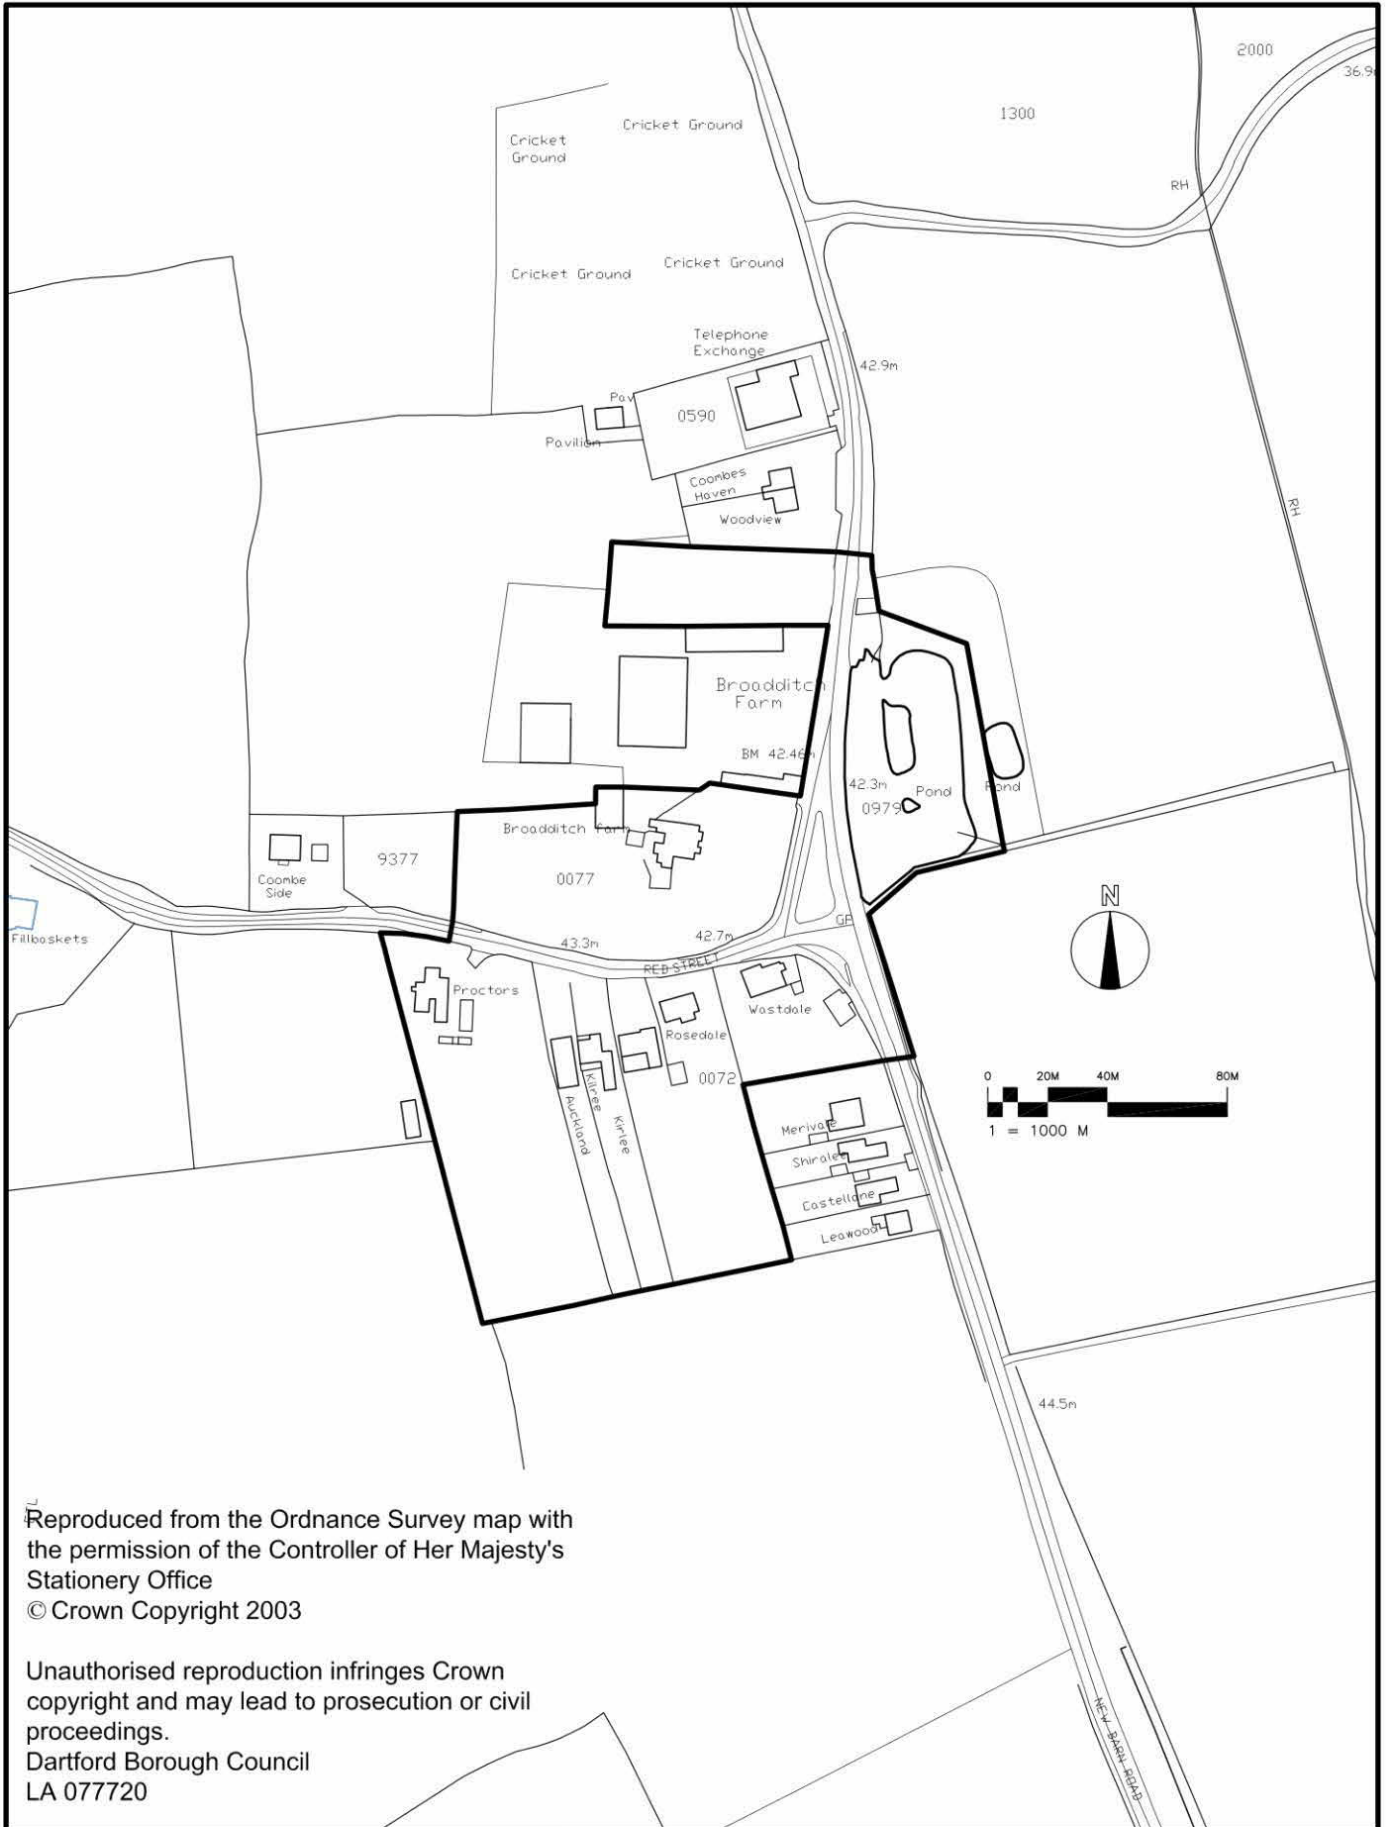 2000
36.9
1300
Cricket Ground
Cricket
Ground
RH
Cricket Ground
Cricket Ground
Telephone
Exchange
42.9m
Pav
0590
Pavilion
Coombes
Haven
Woodview
RH
Broadditch
Farm
BM 42.46m
42.3m
Pond
Pond
0979
Broadditch farm
9377
0077
Coombe
Side
N
GP
Fillbaskets
43.3m
42.7m
RED STREET
Proctors
Wastdale
Rosedale
0072
Kilree
Auckland
Kirlee
0 20M 40M 80M
1 = 1000 M
Merivale
Shiralee
Castellane
Leawood
44.5m
Reproduced from the Ordnance Survey map with
the permission of the Controller of Her Majesty's
Stationery Office
© Crown Copyright 2003
Unauthorised reproduction infringes Crown
copyright and may lead to prosecution or civil
proceedings.
Dartford Borough Council
LA 077720
NEW BARN ROAD